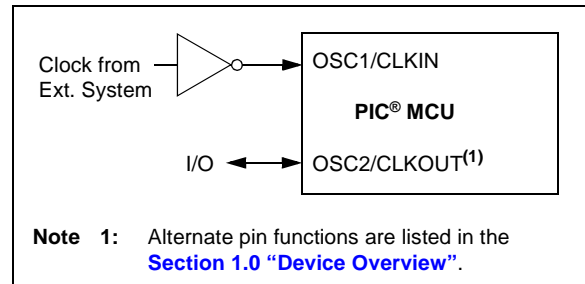 Clock from
Ext. System
OSC1/CLKIN
PIC® MCU
I/O
OSC2/CLKOUT(1)
Note 1: Alternate pin functions are listed in the
Section 1.0 “Device Overview”.